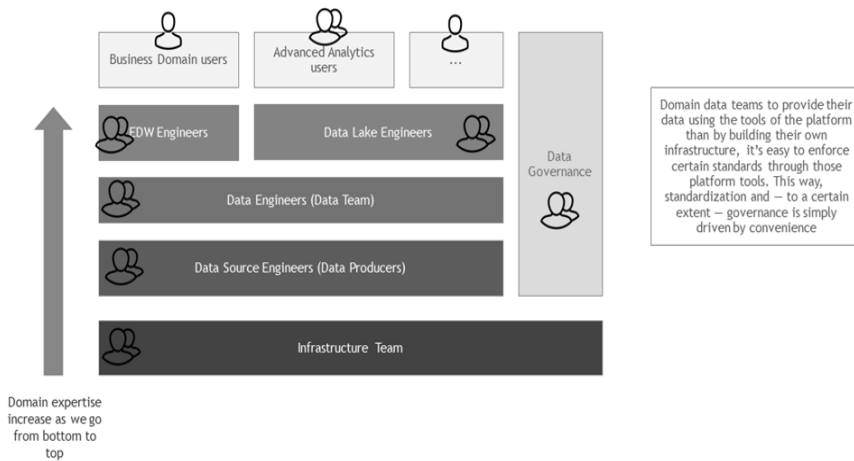 Business Domain users
Advanced Analytics
users
...
EDW Engineers
Data Lake Engineers
Data
Governance
Data Engineers (Data Team)
Data Source Engineers (Data Producers)
Infrastructure Team
Domain expertise
increase as we go
from bottom to
top
Domain data teams to provide their
data using the tools of the platform
than by building their own
infrastructure, it's easy to enforce
certain standards through those
platform tools. This way,
standardization and — to a certain
extent — governance is simply
driven by convenience